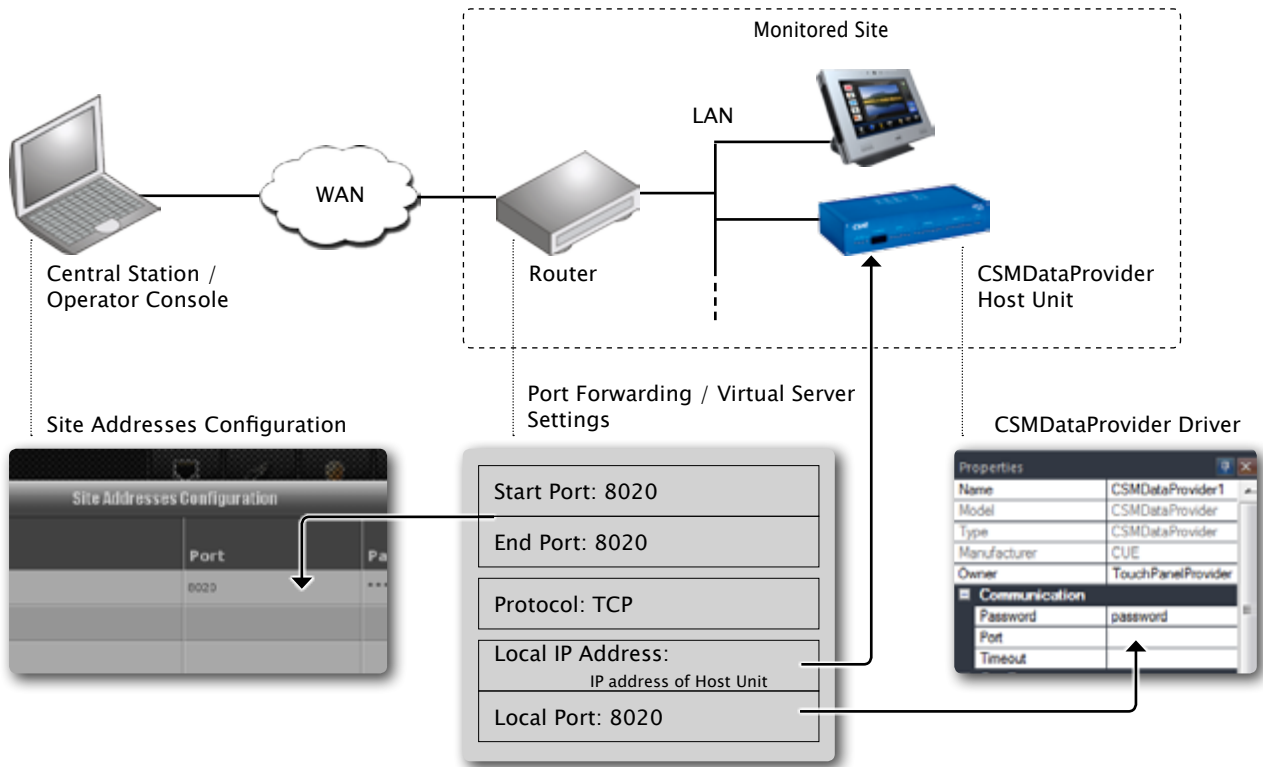 Monitored Site
LAN
WAN
CUE
Central Station /
Operator Console
Router
CSMDataProvider
Host Unit
Site Addresses Configuration
Port Forwarding / Virtual Server
Settings
CSMDataProvider Driver
Site Addresses Configuration
Port
Pa
8020
Start Port: 8020
End Port: 8020
Protocol: TCP
Local IP Address:
IP address of Host Unit
Local Port: 8020
Properties
Name CSMDataProvider1
Model CSMDataProvider
Type CSMDataProvider
Manufacturer CUE
Owner TouchPanelProvider
Communication
Password password
Port
Timeout